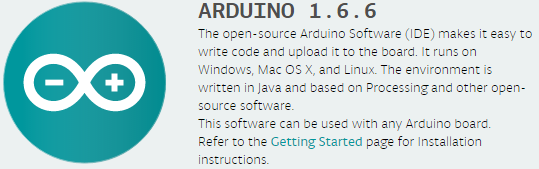 ARDUINO 1.6.6
The open-source Arduino Software (IDE) makes it easy to
write code and upload it to the board. It runs on
Windows, Mac OS X, and Linux. The environment is
written in Java and based on Processing and other open-
source software.
This software can be used with any Arduino board.
Refer to the Getting Started page for Installation
instructions.